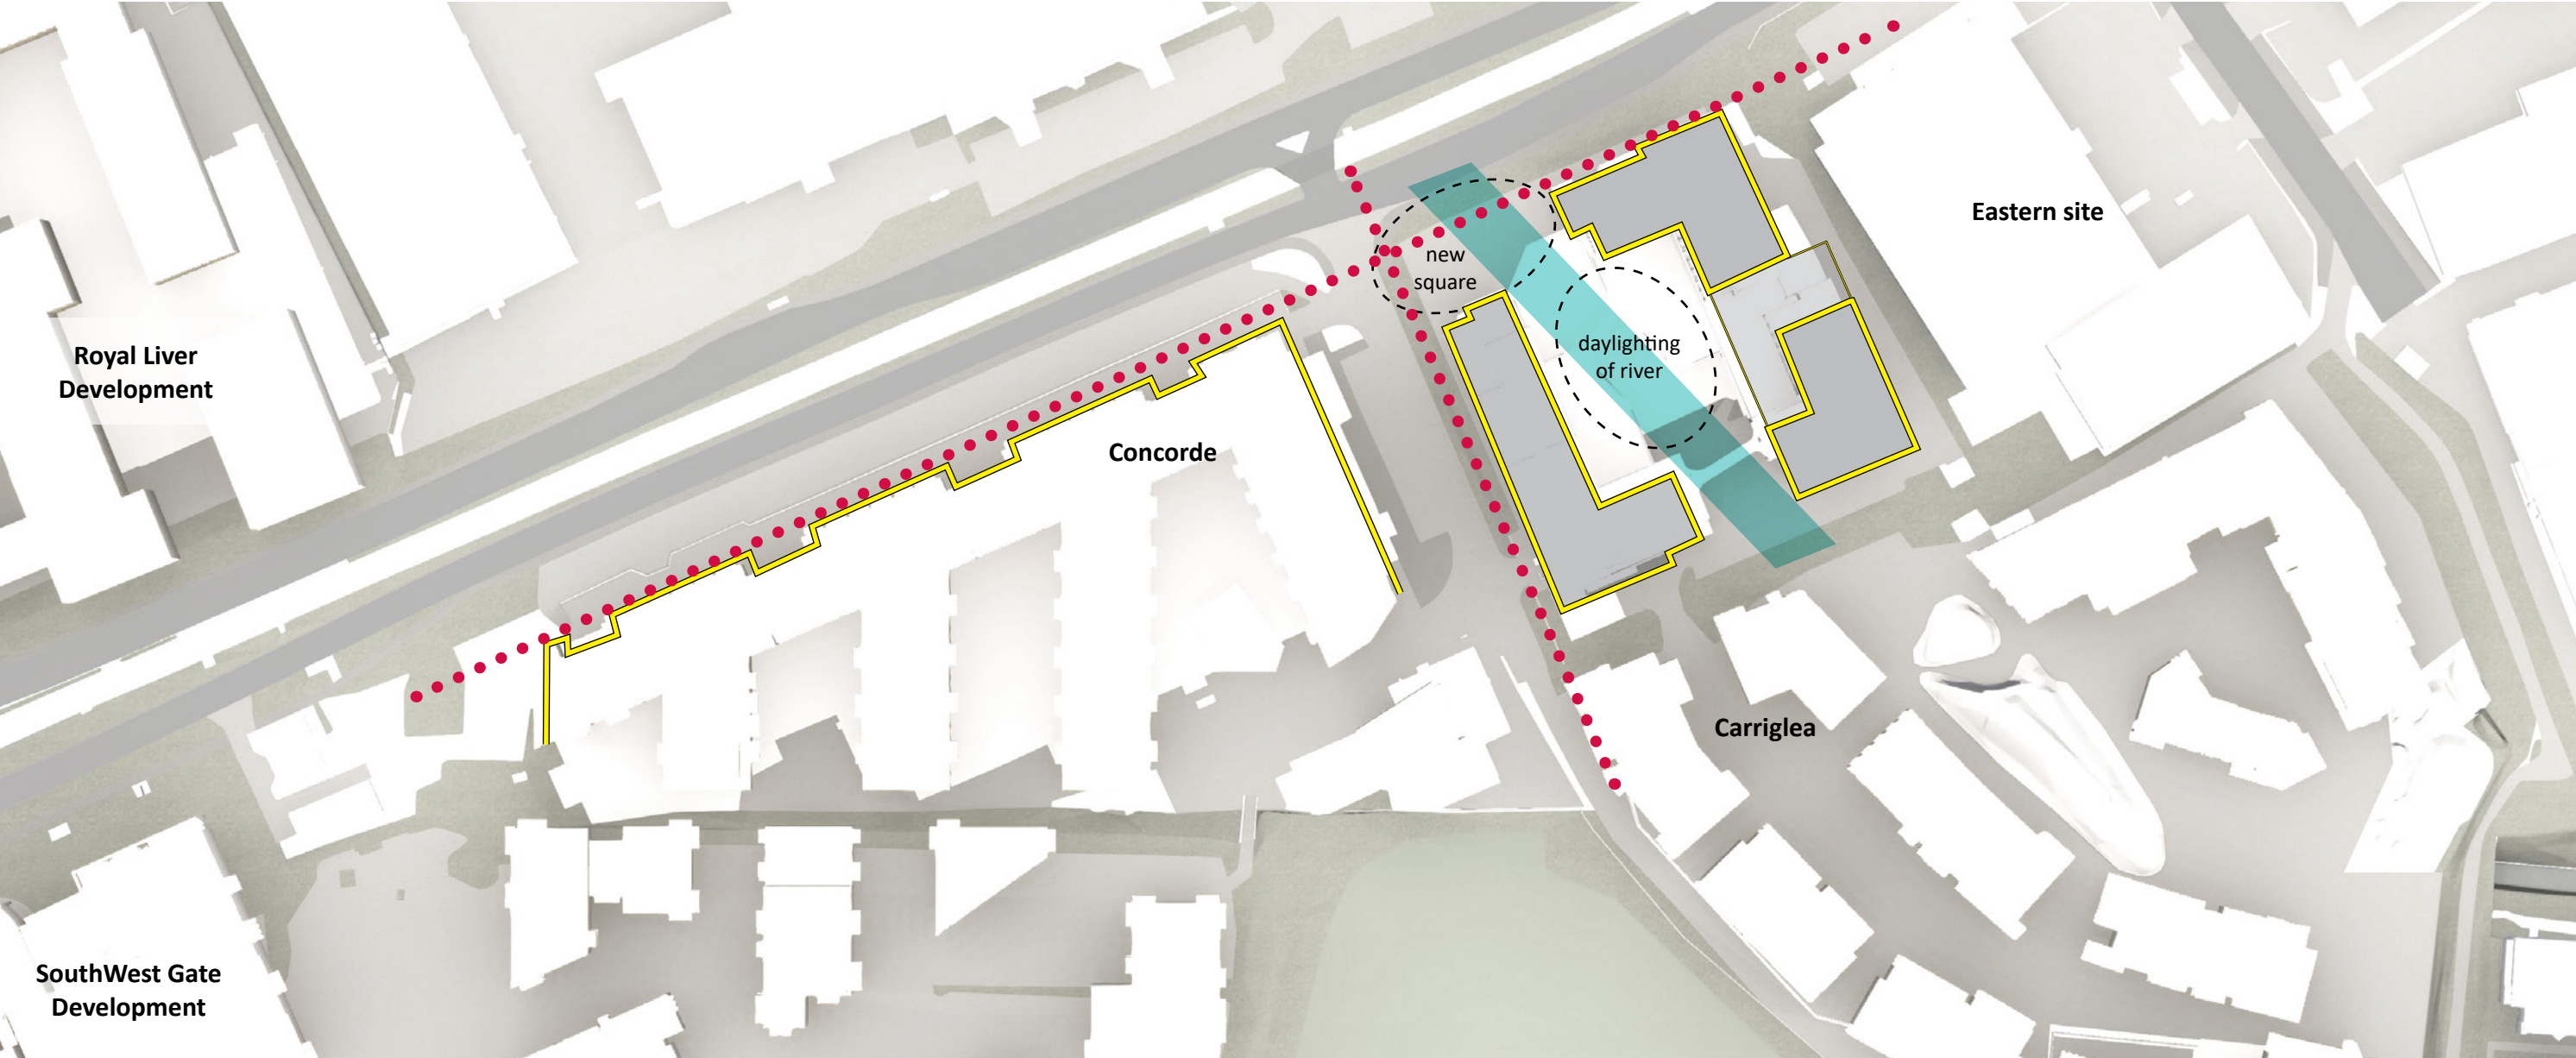 Eastern site
new
square
daylighting
of river
Royal Liver
Development
Concorde
Carriglea
SouthWest Gate
Development